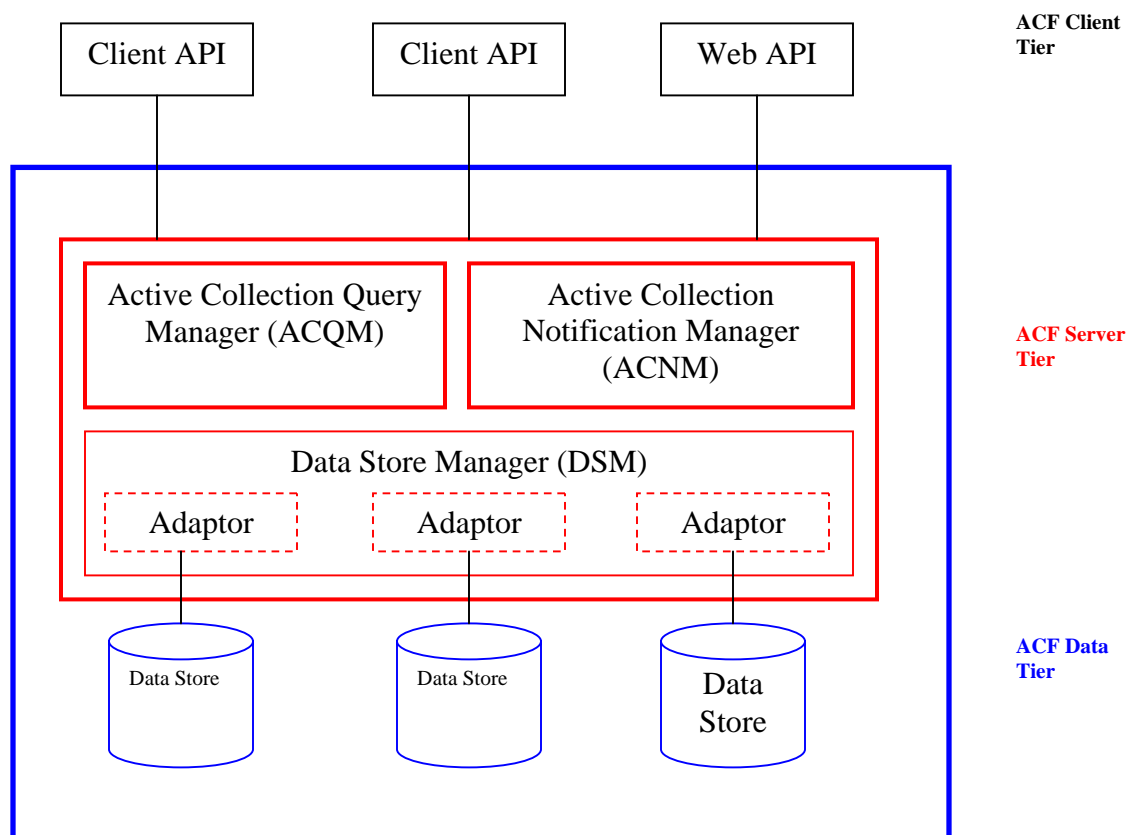 Client API
Client API
Web API
ACF Client
Tier
Active Collection Query
Manager (ACQM)
Active Collection
Notification Manager
(ACNM)
ACF Server
Tier
Data Store Manager (DSM)
Adaptor
Adaptor
Adaptor
Data Store
Data Store
Data
Store
ACF Data
Tier